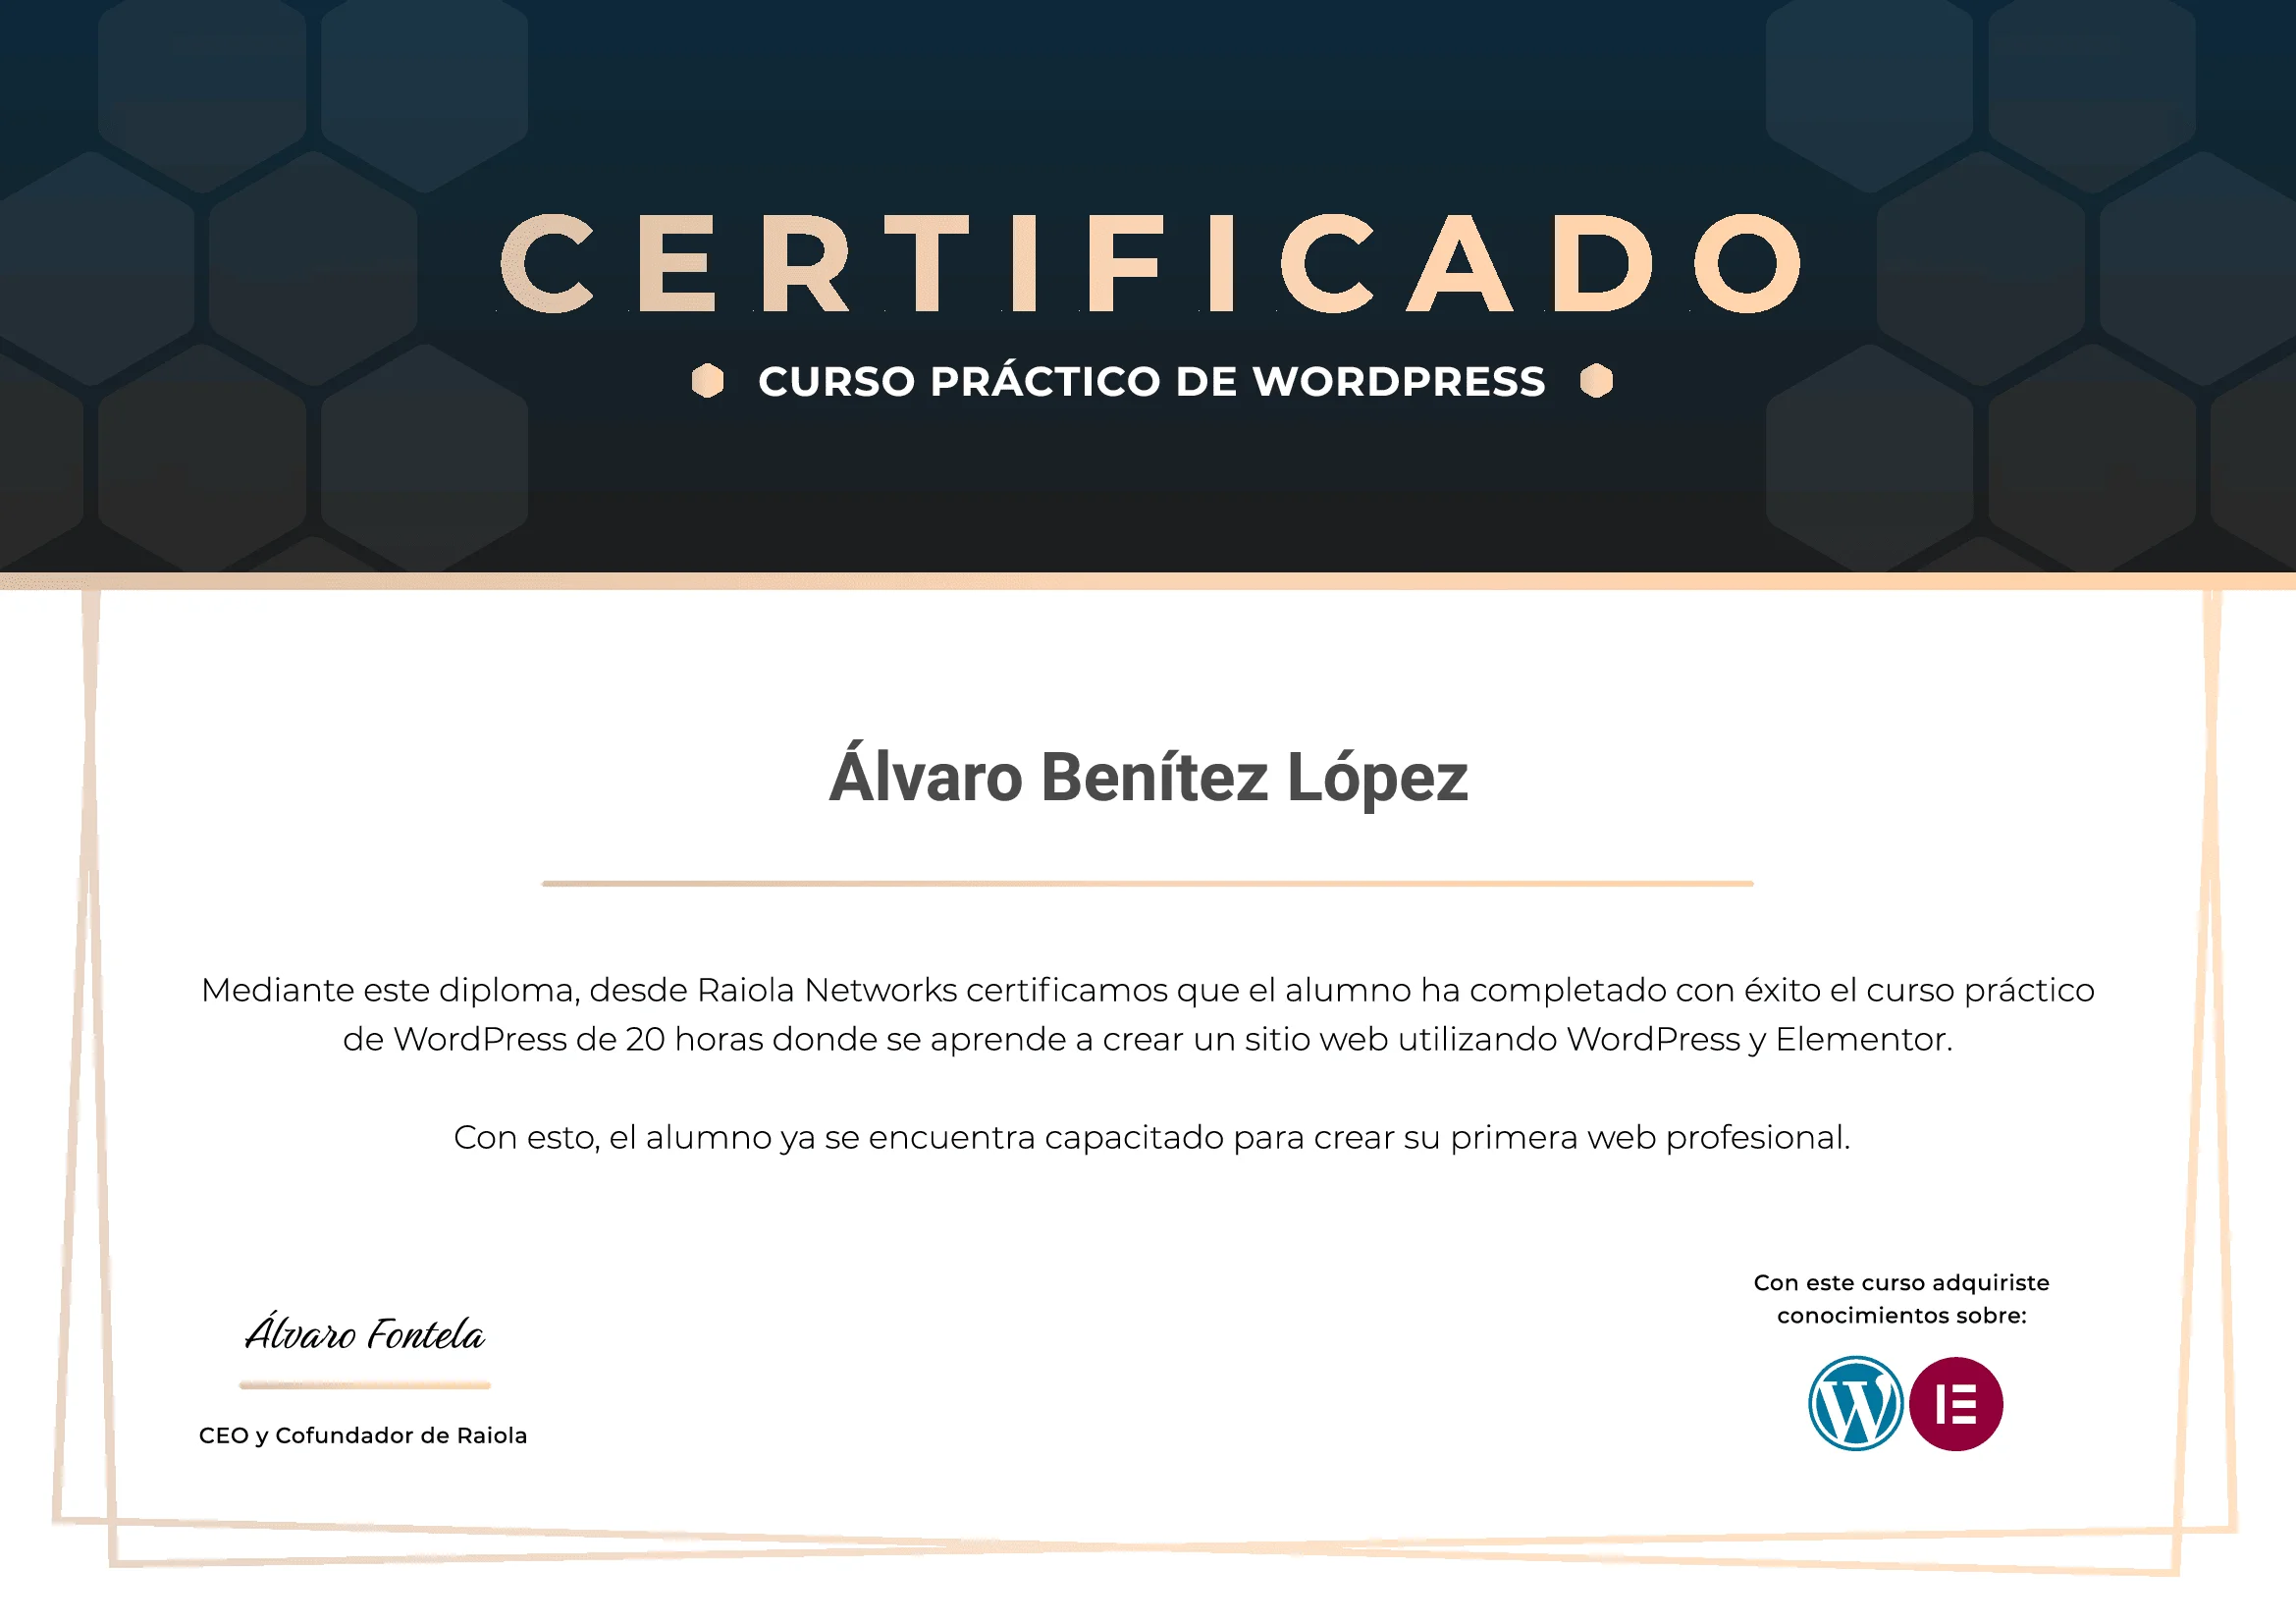 CERTIFICADO
CURSO PRÁCTICO DE WORDPRESS
Álvaro Benítez López
Mediante este diploma, desde Raiola Networks certificamos que el alumno ha completado con éxito el curso práctico
de WordPress de 20 horas donde se aprende a crear un sitio web utilizando WordPress y Elementor.
Con esto, el alumno ya se encuentra capacitado para crear su primera web profesional.
Álvaro Fontela
CEO y Cofundador de Raiola
Con este curso adquiriste
conocimientos sobre: